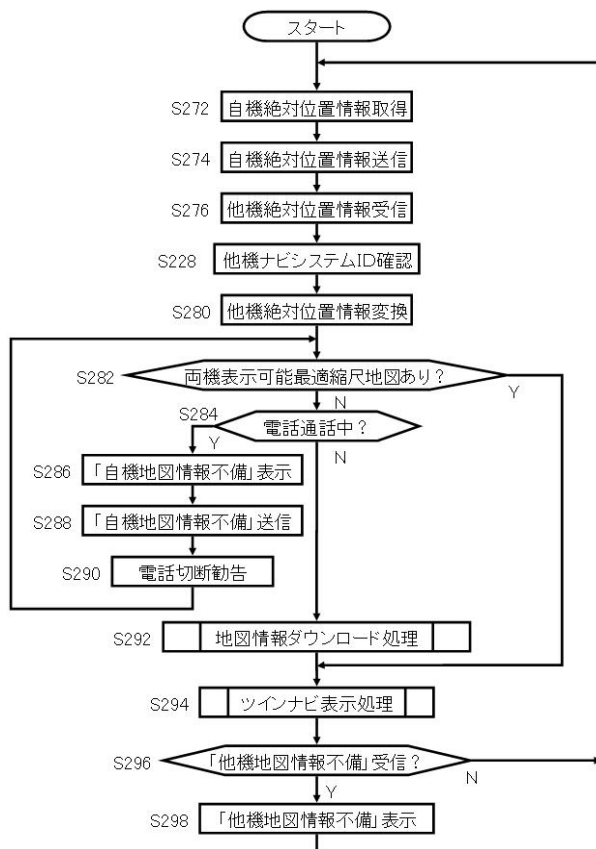 スタート
S272 自機絶対位置情報取得
S274 自機絶対位置情報送信
S276 他機絶対位置情報受信
S228 他機ナビシステムID確認
S280 他機絶対位置情報変換
S282 両機表示可能最適縮尺地図あり?
Y
N
S284 電話通話中?
Y
N
S286 「自機地図情報不備」表示
S288 「自機地図情報不備」送信
S290 電話切断勧告
S292 地図情報ダウンロード処理
S294 ツインナビ表示処理
S296 「他機地図情報不備」受信?
N
Y
S298 「他機地図情報不備」表示